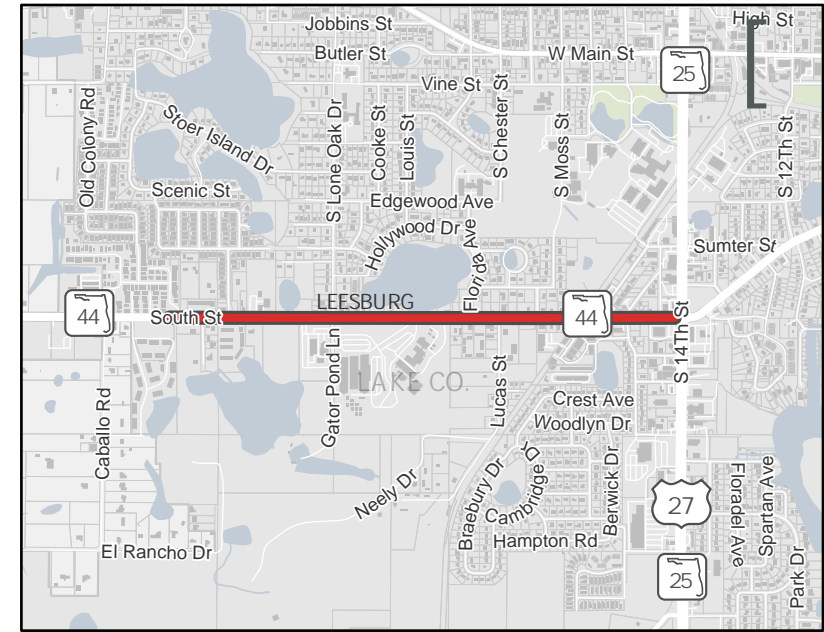 High St
Jobbins St
Butler St
W Main St
25
Vine St
Old Colony Rd
Stoer Island Dr
S Lone Oak Dr
Cooke St
Louis St
S Chester St
S Moss St
S 12Th St
Scenic St
Edgewood Ave
Hollywood Dr
Florida Ave
Sumter St
LEESBURG
44
South St
44
S 14Th St
Gator Pond Ln
LAKE CO.
Lucas St
Crest Ave
Woodlyn Dr
Caballo Rd
Neely Dr
Braebury Dr
Cambridge Dr
Berwick Dr
27
Floradel Ave
Spartan Ave
Hampton Rd
El Rancho Dr
25
Park Dr